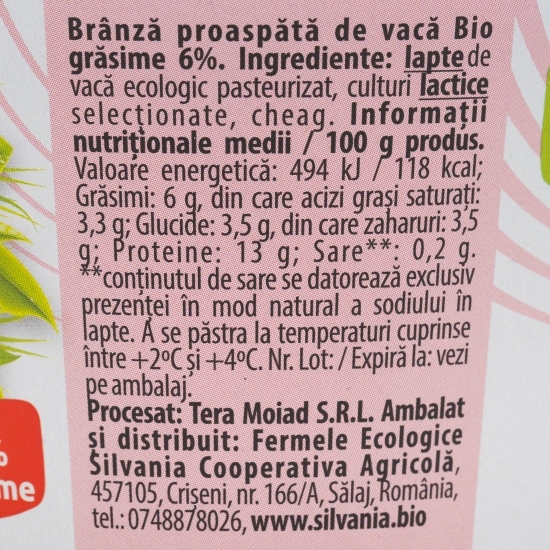 Brânză proaspătă de vacă Bio
grăsime 6%. Ingrediente: lapte de
vacă ecologic pasteurizat, culturi lactice
selecționate, cheag. Informații
nutriționale medii / 100 g produs.
Valoare energetică: 494 kJ / 118 kcal;
Grăsimi: 6 g, din care acizi grași saturați:
3,3 g; Glucide: 3,5 g, din care zaharuri: 3,5
g; Proteine: 13 g; Sare**: 0,2 g.
**conținutul de sare se datorează exclusiv
prezenței în mod natural a sodiului în
lapte. A se păstra la temperaturi cuprinse
între +2ºC și +4ºC. Nr. Lot: / Expiră la: vezi
pe ambalaj.
Procesat: Tera Moiad S.R.L. Ambalat
și distribuit: Fermele Ecologice
Silvania Cooperativa Agricolă,
457105, Crișeni, nr. 166/A, Sălaj, România,
tel.: 0748878026, www.silvania.bio